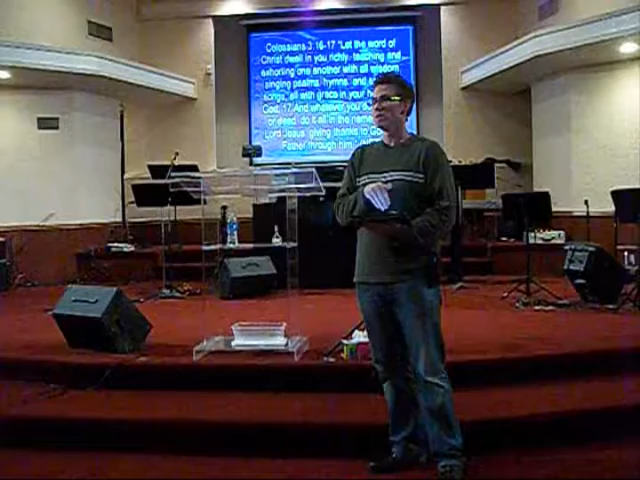 Colossians 3:16-17 "Let the word of
Christ dwell in you richly, teaching and
exhorting one another with all wisdom
singing psalms, hymns, and
songs, all with grace in your
God. 17 And whatever you
or deed, do it all in the name
Lord Jesus, giving thanks to
Father through him."